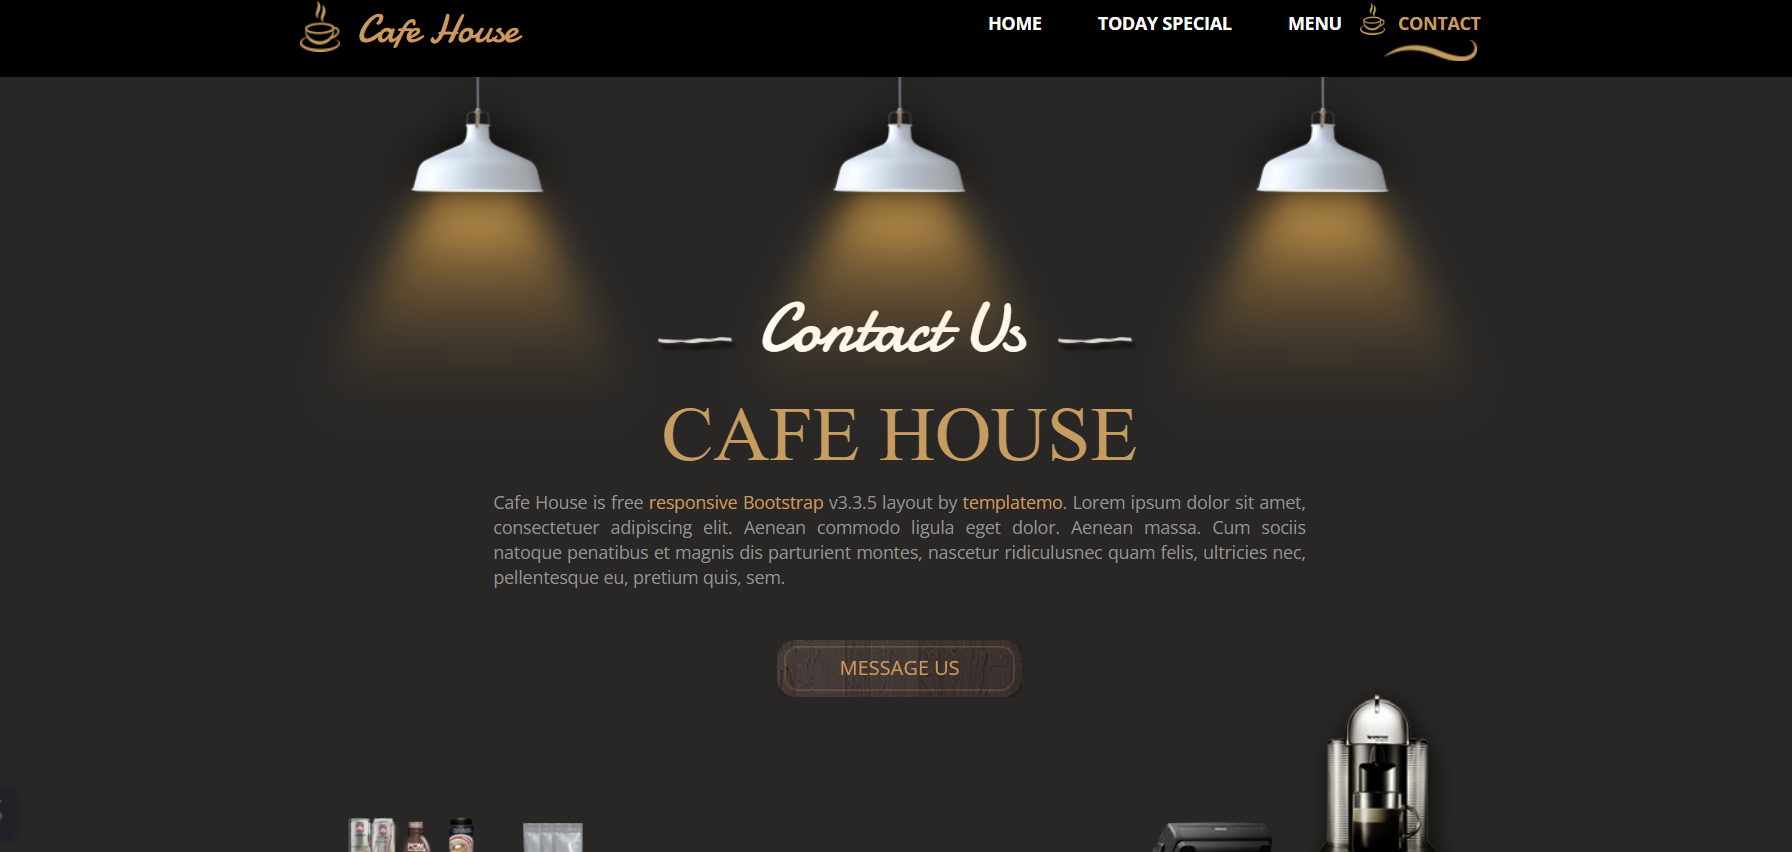 Cafe House
HOME TODAY SPECIAL MENU CONTACT
Contact Us
CAFE HOUSE
Cafe House is free responsive Bootstrap v3.3.5 layout by templatemo. Lorem ipsum dolor sit amet,
consectetuer adipiscing elit. Aenean commodo ligula eget dolor. Aenean massa. Cum sociis
natoque penatibus et magnis dis parturient montes, nascetur ridiculusnec quam felis, ultricies nec,
pellentesque eu, pretium quis, sem.
MESSAGE US